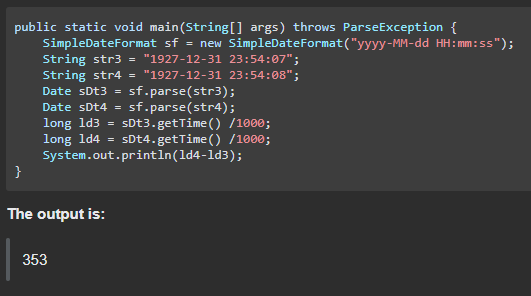 public static void main(String[] args) throws ParseException {
    SimpleDateFormat sf = new SimpleDateFormat("yyyy-MM-dd HH:mm:ss");
    String str3 = "1927-12-31 23:54:07";
    String str4 = "1927-12-31 23:54:08";
    Date sDt3 = sf.parse(str3);
    Date sDt4 = sf.parse(str4);
    long ld3 = sDt3.getTime() /1000;
    long ld4 = sDt4.getTime() /1000;
    System.out.println(ld4-ld3);
}
The output is:
353